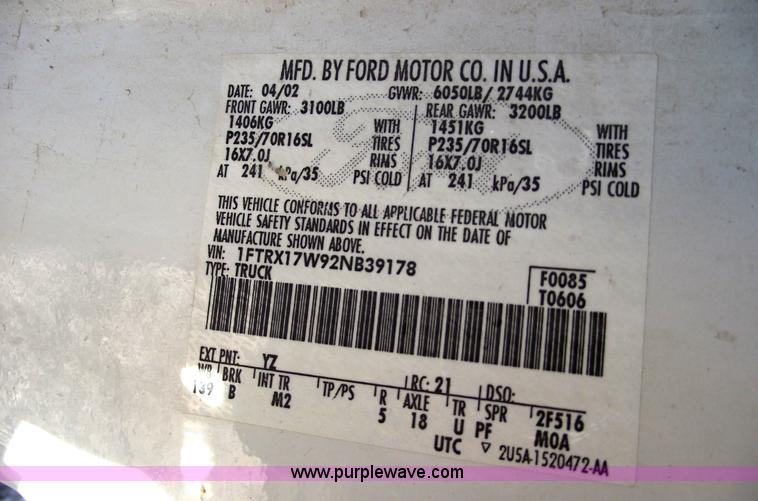 MFD. BY FORD MOTOR CO. IN U.S.A.
DATE: 04/02 GVWR: 6050LB/ 2744KG
FRONT GAWR: 3100LB REAR GAWR: 3200LB
1406KG WITH 1451KG WITH
P235/70R16SL TIRES P235/70R16SL TIRES
16X7.0J RIMS 16X7.0J RIMS
AT 241 kPa/35 PSI COLD AT 241 kPa/35 PSI COLD
THIS VEHICLE CONFORMS TO ALL APPLICABLE FEDERAL MOTOR
VEHICLE SAFETY STANDARDS IN EFFECT ON THE DATE OF
MANUFACTURE SHOWN ABOVE.
VIN: 1FTRX17W92NB39178
TYPE: TRUCK
F0085
T0606
EXT PNT: YZ RC: 21 DSO:
WB BRK INT TR TP/PS R AXLE TR SPR 2F516
139 B M2 5 18 U PF M0A
UTC ▽ 2U5A-1520472-AA
www.purplewave.com